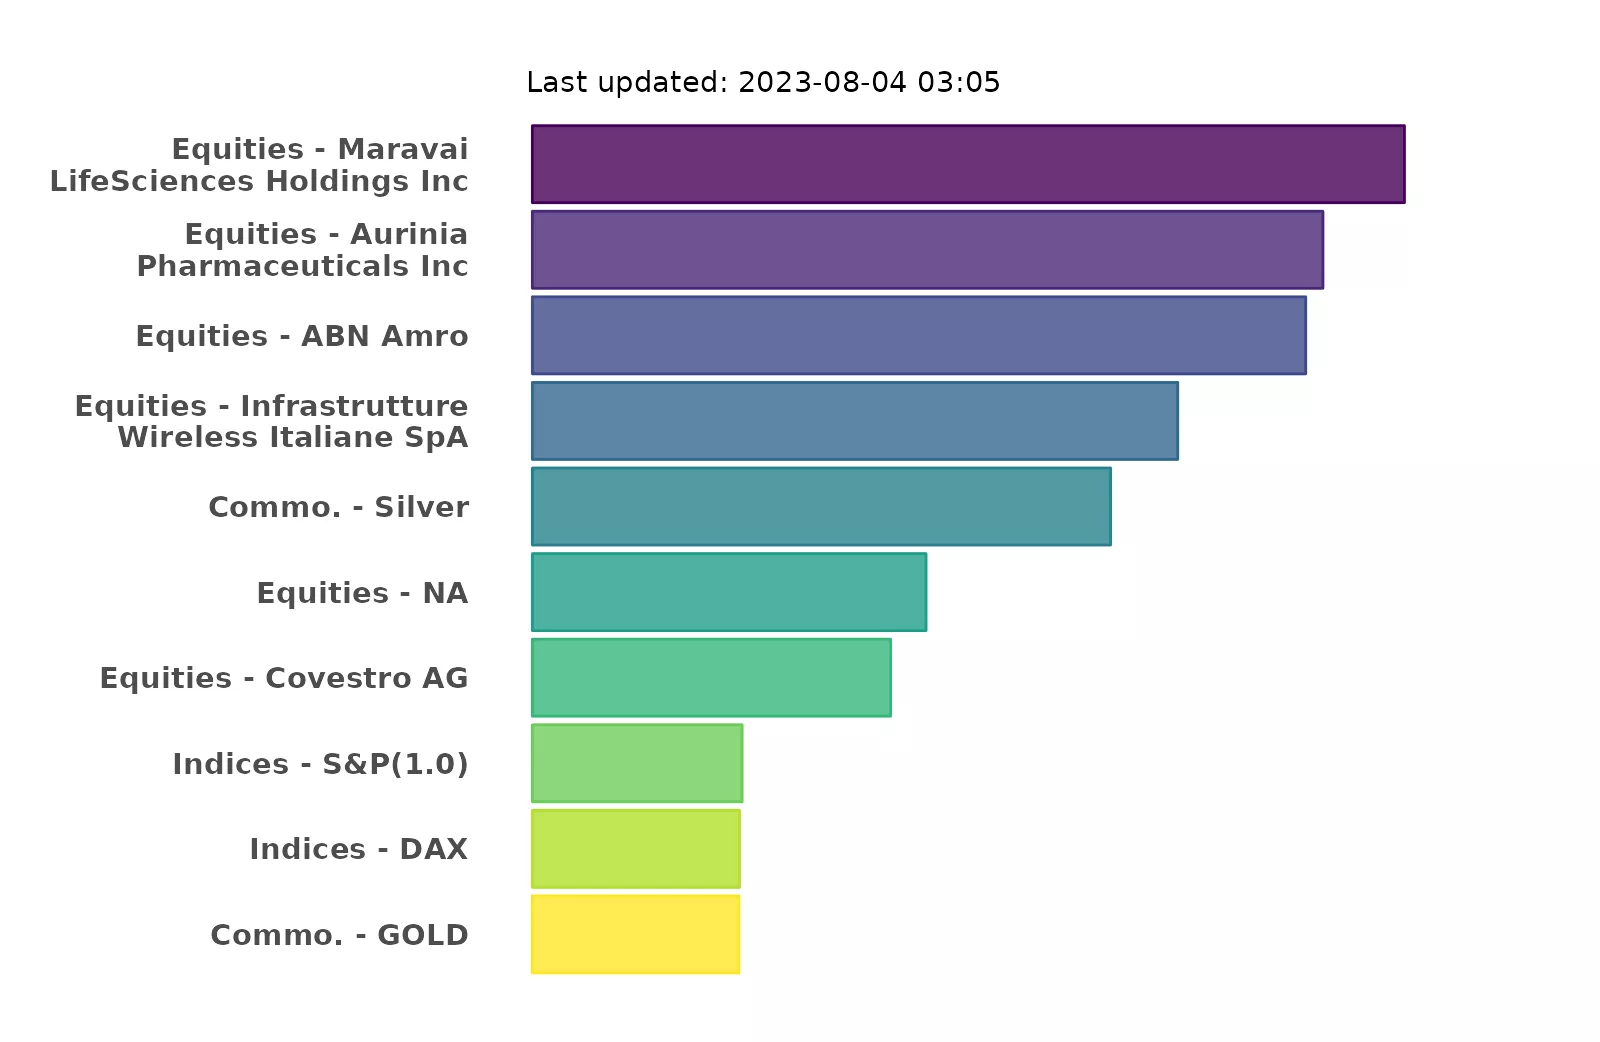 Last updated: 2023-08-04 03:05
Equities - Maravai
LifeSciences Holdings Inc
Equities - Aurinia
Pharmaceuticals Inc
Equities - ABN Amro
Equities - Infrastrutture
Wireless Italiane SpA
Commo. - Silver
Equities - NA
Equities - Covestro AG
Indices - S&P(1.0)
Indices - DAX
Commo. - GOLD